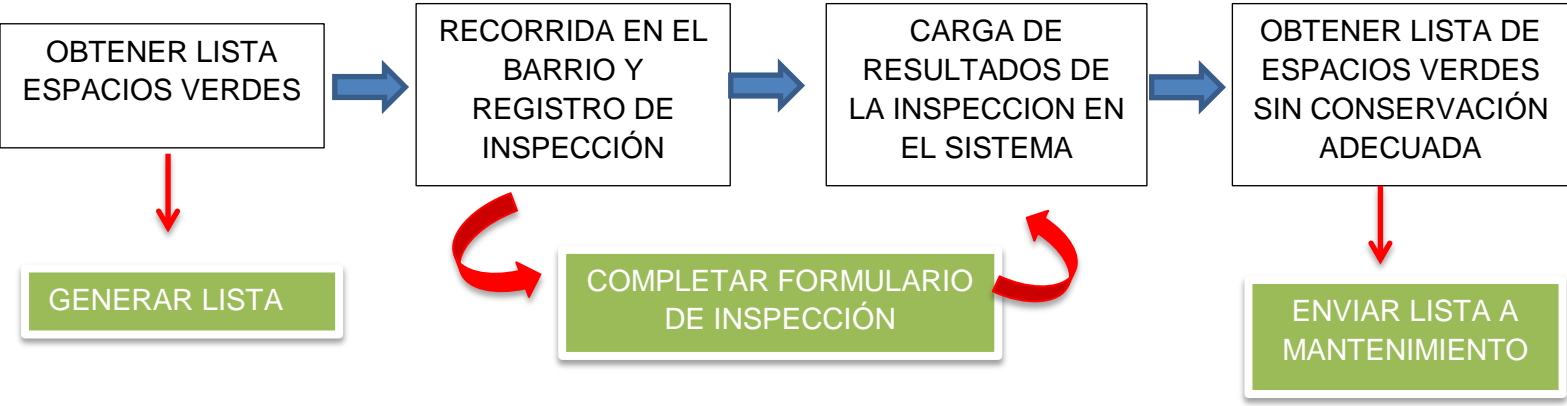 OBTENER LISTA
ESPACIOS VERDES
RECORRIDA EN EL
BARRIO Y
REGISTRO DE
INSPECCIÓN
CARGA DE
RESULTADOS DE
LA INSPECCION EN
EL SISTEMA
OBTENER LISTA DE
ESPACIOS VERDES
SIN CONSERVACIÓN
ADECUADA
GENERAR LISTA
COMPLETAR FORMULARIO
DE INSPECCIÓN
ENVIAR LISTA A
MANTENIMIENTO